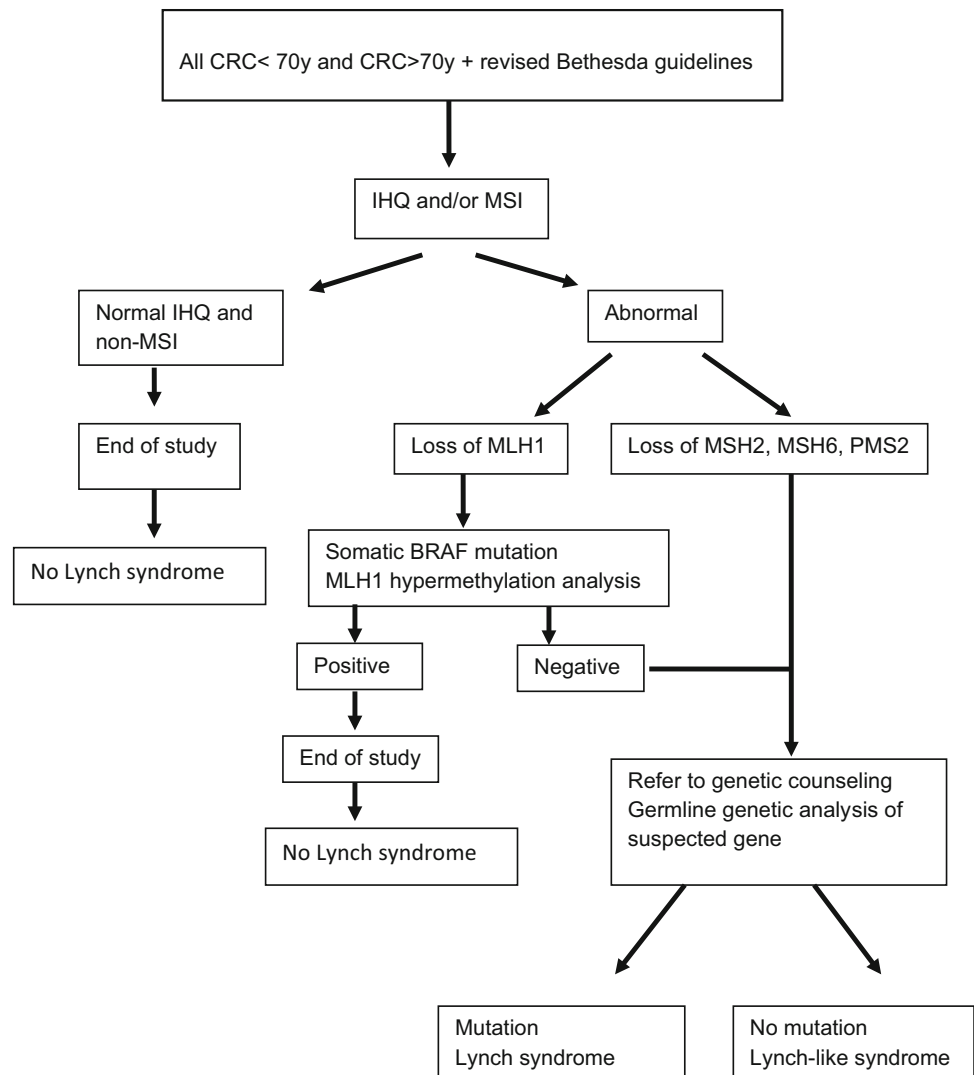 All CRC< 70y and CRC>70y + revised Bethesda guidelines
IHQ and/or MSI
Normal IHQ and
non-MSI
Abnormal
End of study
Loss of MLH1
Loss of MSH2, MSH6, PMS2
No Lynch syndrome
Somatic BRAF mutation
MLH1 hypermethylation analysis
Positive
Negative
End of study
Refer to genetic counseling
Germline genetic analysis of
suspected gene
No Lynch syndrome
Mutation
Lynch syndrome
No mutation
Lynch-like syndrome